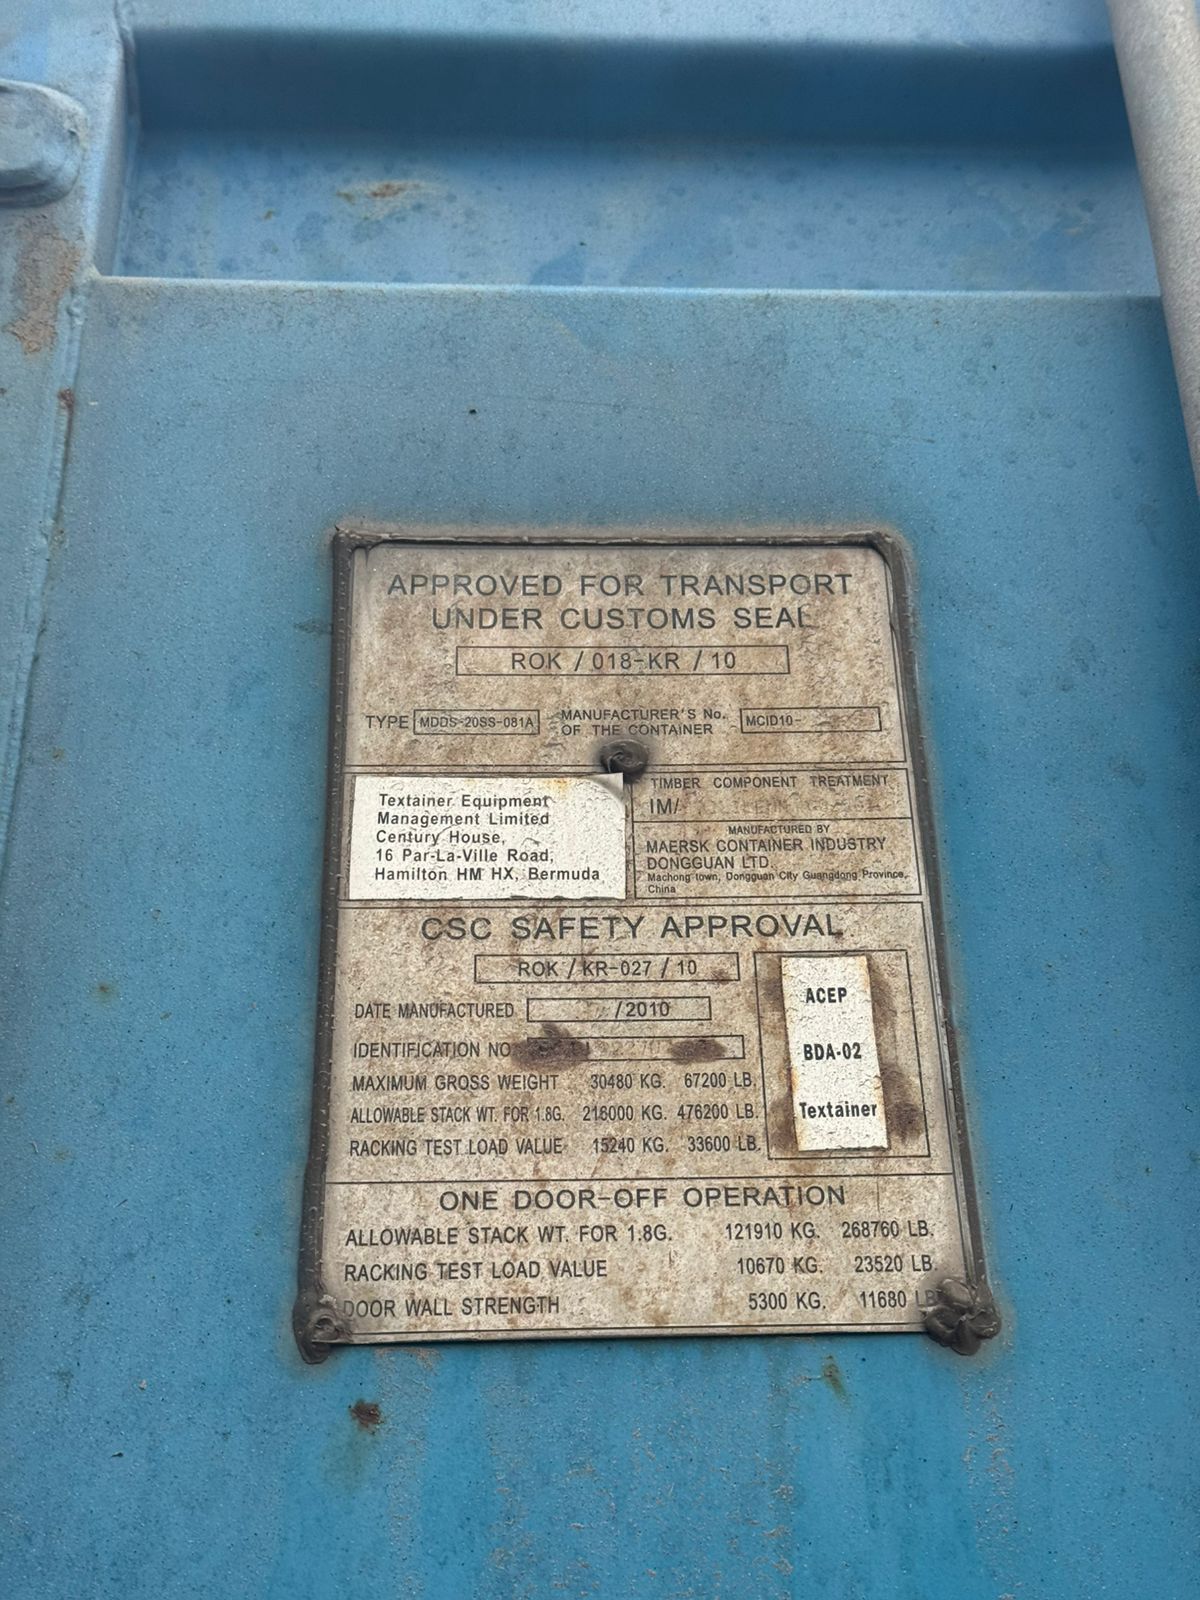 APPROVED FOR TRANSPORT
UNDER CUSTOMS SEAL
ROK / 018-KR / 10
TYPE MDDS-20SS-081A MANUFACTURER'S No. OF THE CONTAINER MCID10-
Textainer Equipment
Management Limited
Century House,
16 Par-La-Ville Road,
Hamilton HM HX, Bermuda
TIMBER COMPONENT TREATMENT
IM/
MANUFACTURED BY
MAERSK CONTAINER INDUSTRY
DONGGUAN LTD.
Machong town, Dongguan City Guangdong Province,
China
CSC SAFETY APPROVAL
ROK / KR-027 / 10
DATE MANUFACTURED /2010
IDENTIFICATION NO.
MAXIMUM GROSS WEIGHT 30480 KG. 67200 LB.
ALLOWABLE STACK WT. FOR 1.8G. 216000 KG. 476200 LB.
RACKING TEST LOAD VALUE 15240 KG. 33600 LB.
ACEP
BDA-02
Textainer
ONE DOOR-OFF OPERATION
ALLOWABLE STACK WT. FOR 1.8G. 121910 KG. 268760 LB.
RACKING TEST LOAD VALUE 10670 KG. 23520 LB.
DOOR WALL STRENGTH 5300 KG. 11680 LB